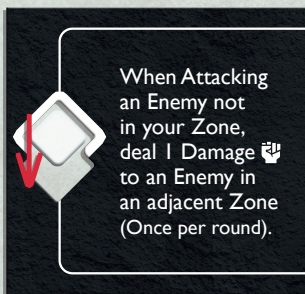 When Attacking
an Enemy not
in your Zone,
deal 1 Damage
to an Enemy in
an adjacent Zone
(Once per round).